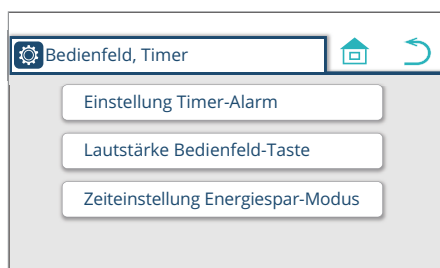 Bedienfeld, Timer
Einstellung Timer-Alarm
Lautstärke Bedienfeld-Taste
Zeiteinstellung Energiespar-Modus